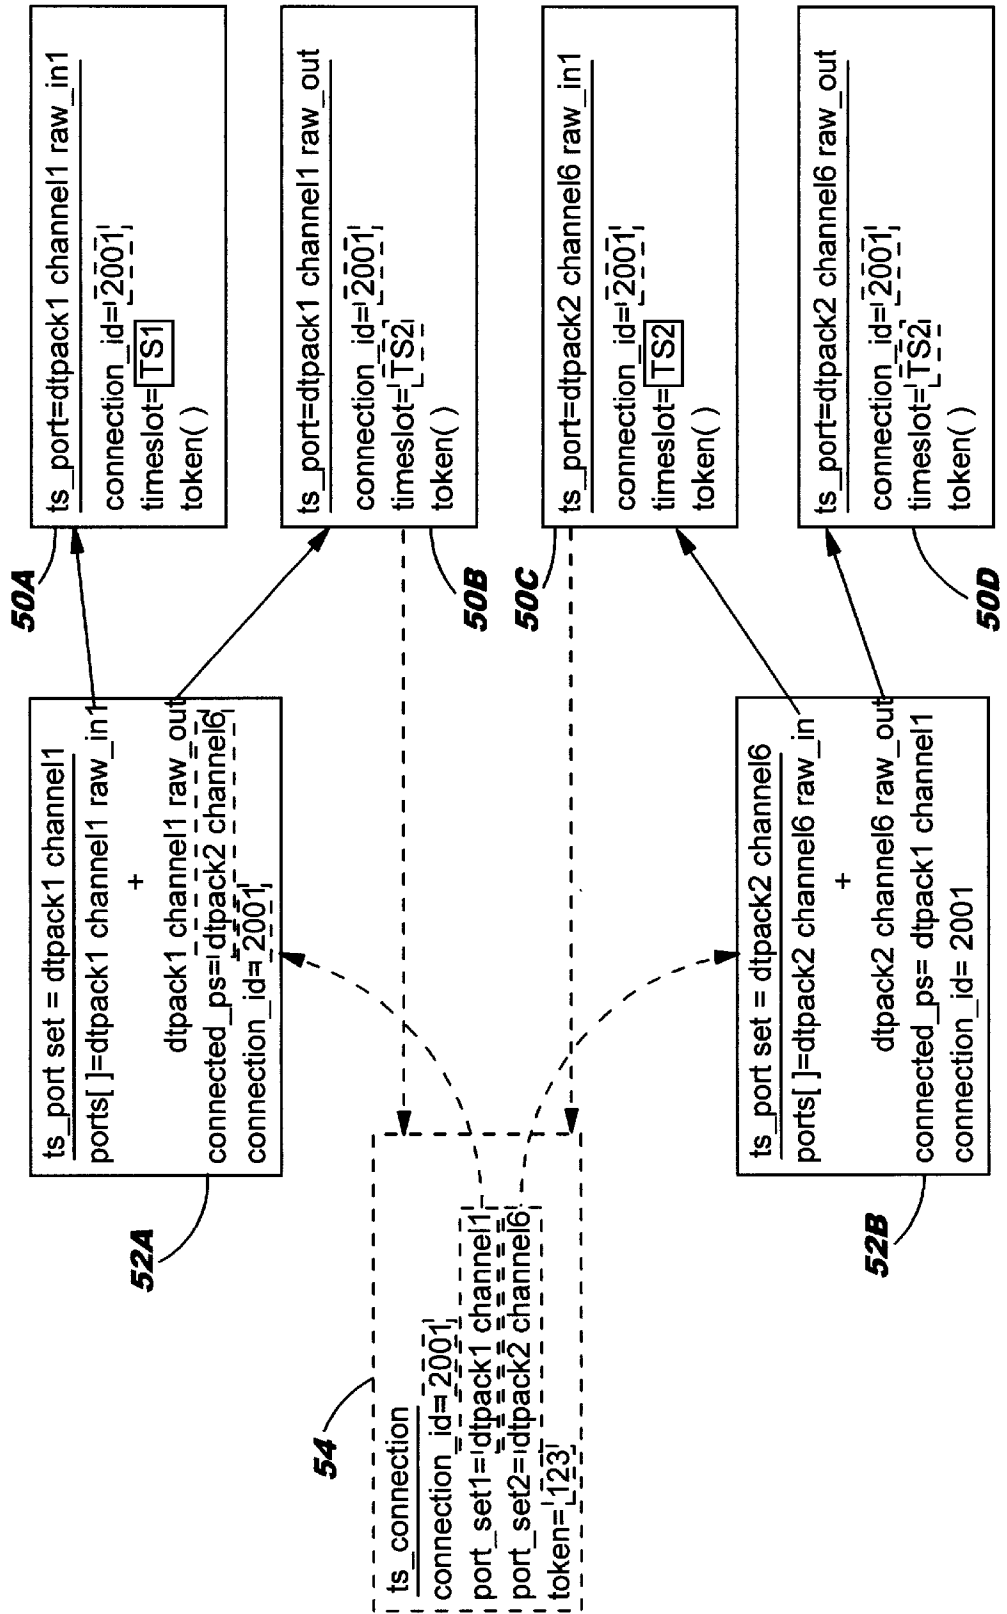 54
ts_connection
connection_id=2001
port_set1=dtpack1 channel1
port_set2=dtpack2 channel6
token=123
52A
ts_port set = dtpack1 channel1
ports[ ]=dtpack1 channel1 raw_in1
+
dtpack1 channel1 raw_out
connected_ps=dtpack2 channel6
connection_id=2001
52B
ts_port set = dtpack2 channel6
ports[ ]=dtpack2 channel6 raw_in
+
dtpack2 channel6 raw_out
connected_ps= dtpack1 channel1
connection_id= 2001
50A
ts_port=dtpack1 channel1 raw_in1
connection_id=2001
timeslot=TS1
token( )
50B
ts_port=dtpack1 channel1 raw_out
connection_id=2001
timeslot=TS2
token( )
50C
ts_port=dtpack2 channel6 raw_in1
connection_id=2001
timeslot=TS2
token( )
50D
ts_port=dtpack2 channel6 raw_out
connection_id=2001
timeslot=TS2
token( )